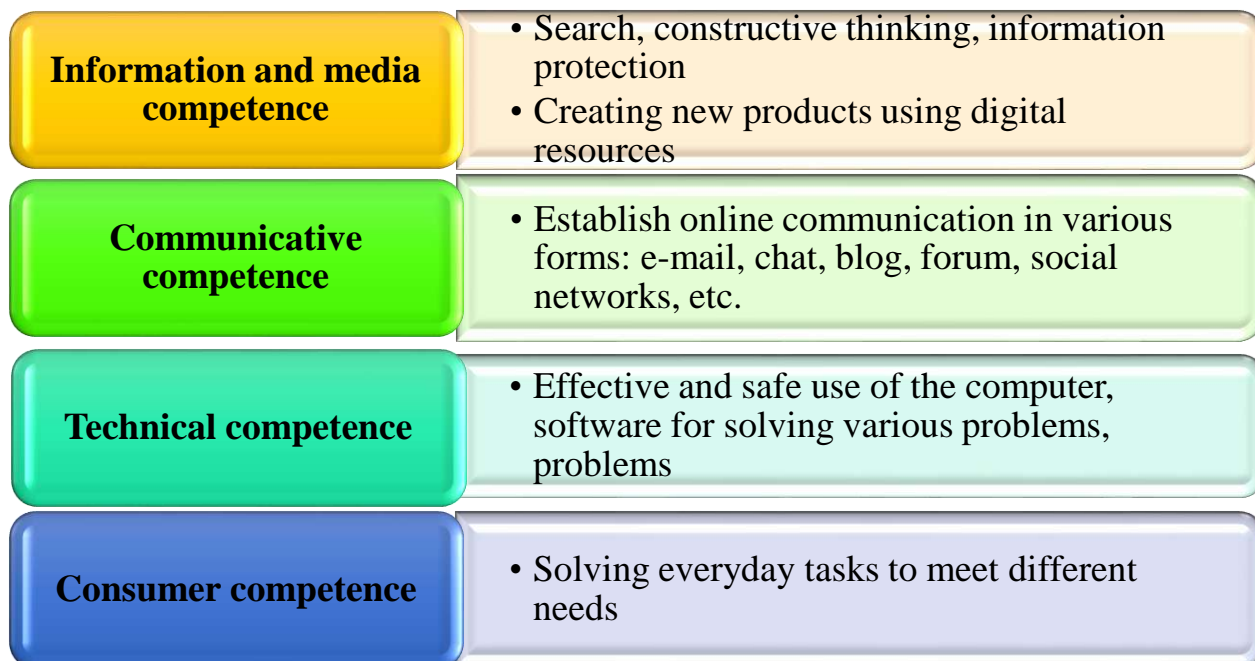 Information and media
competence
• Search, constructive thinking, information
protection
• Creating new products using digital
resources
Communicative
competence
• Establish online communication in various
forms: e-mail, chat, blog, forum, social
networks, etc.
Technical competence
• Effective and safe use of the computer,
software for solving various problems,
problems
Consumer competence
• Solving everyday tasks to meet different
needs